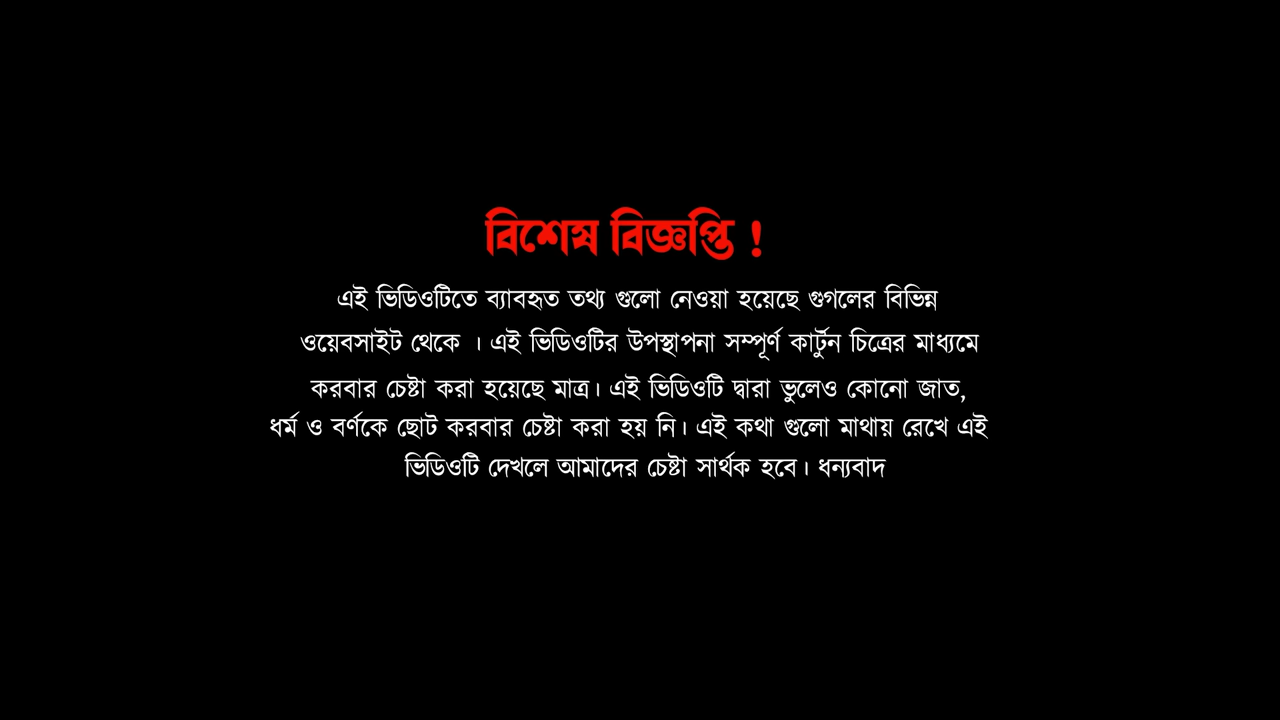 বিশেষ বিজ্ঞপ্তি !
এই ভিডিওটিতে ব্যাবহৃত তথ্য গুলো নেওয়া হয়েছে গুগলের বিভিন্ন
ওয়েবসাইট থেকে । এই ভিডিওটির উপস্থাপনা সম্পূর্ণ কার্টুন চিত্রের মাধ্যমে
করবার চেষ্টা করা হয়েছে মাত্র। এই ভিডিওটি দ্বারা ভুলেও কোনো জাত,
ধর্ম ও বর্ণকে ছোট করবার চেষ্টা করা হয় নি। এই কথা গুলো মাথায় রেখে এই
ভিডিওটি দেখলে আমাদের চেষ্টা সার্থক হবে। ধন্যবাদ